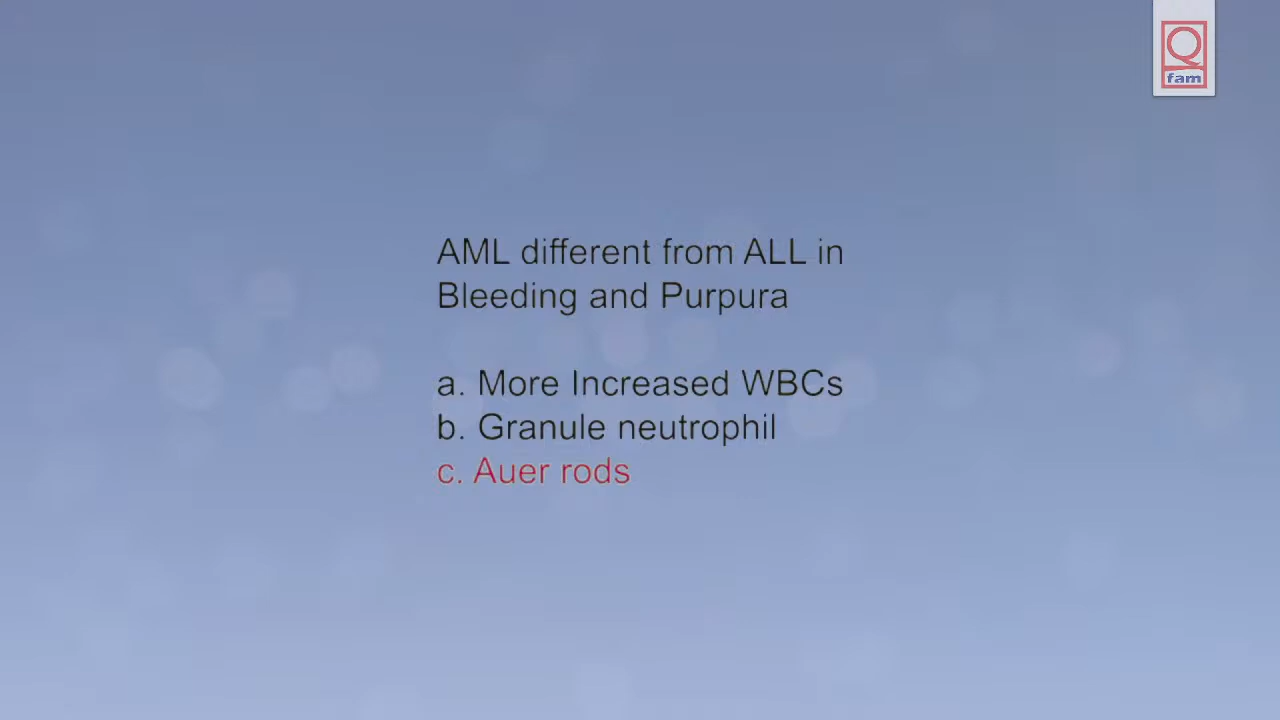 Q
fam
AML different from ALL in
Bleeding and Purpura
a. More Increased WBCs
b. Granule neutrophil
c. Auer rods